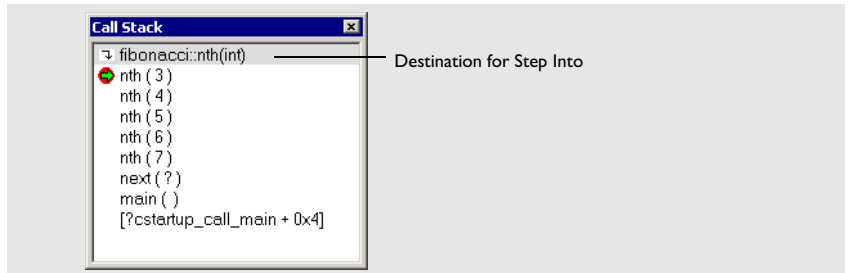 Call Stack
fibonacci::nth(int)
Destination for Step Into
nth ( 3 )
nth ( 4 )
nth ( 5 )
nth ( 6 )
nth ( 7 )
next ( ? )
main ( )
[?cstartup_call_main + 0x4]